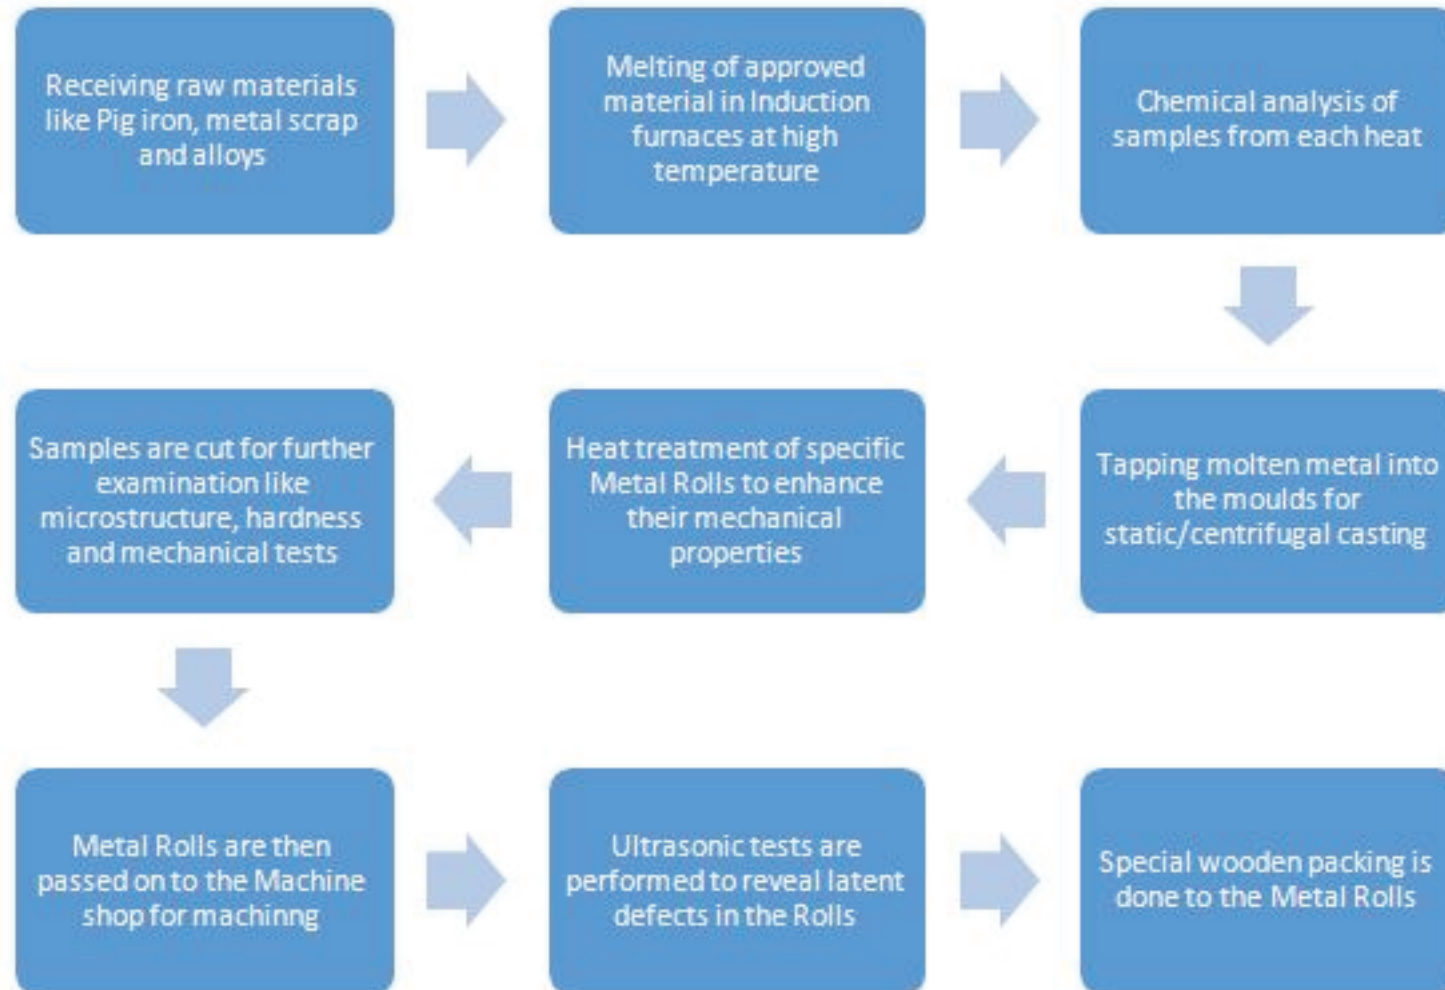 Receiving raw materials
like Pig iron, metal scrap
and alloys
Melting of approved
material in Induction
furnaces at high
temperature
Chemical analysis of
samples from each heat
Tapping molten metal into
the moulds for
static/centrifugal casting
Heat treatment of specific
Metal Rolls to enhance
their mechanical
properties
Samples are cut for further
examination like
microstructure, hardness
and mechanical tests
Metal Rolls are then
passed on to the Machine
shop for machinng
Ultrasonic tests are
performed to reveal latent
defects in the Rolls
Special wooden packing is
done to the Metal Rolls